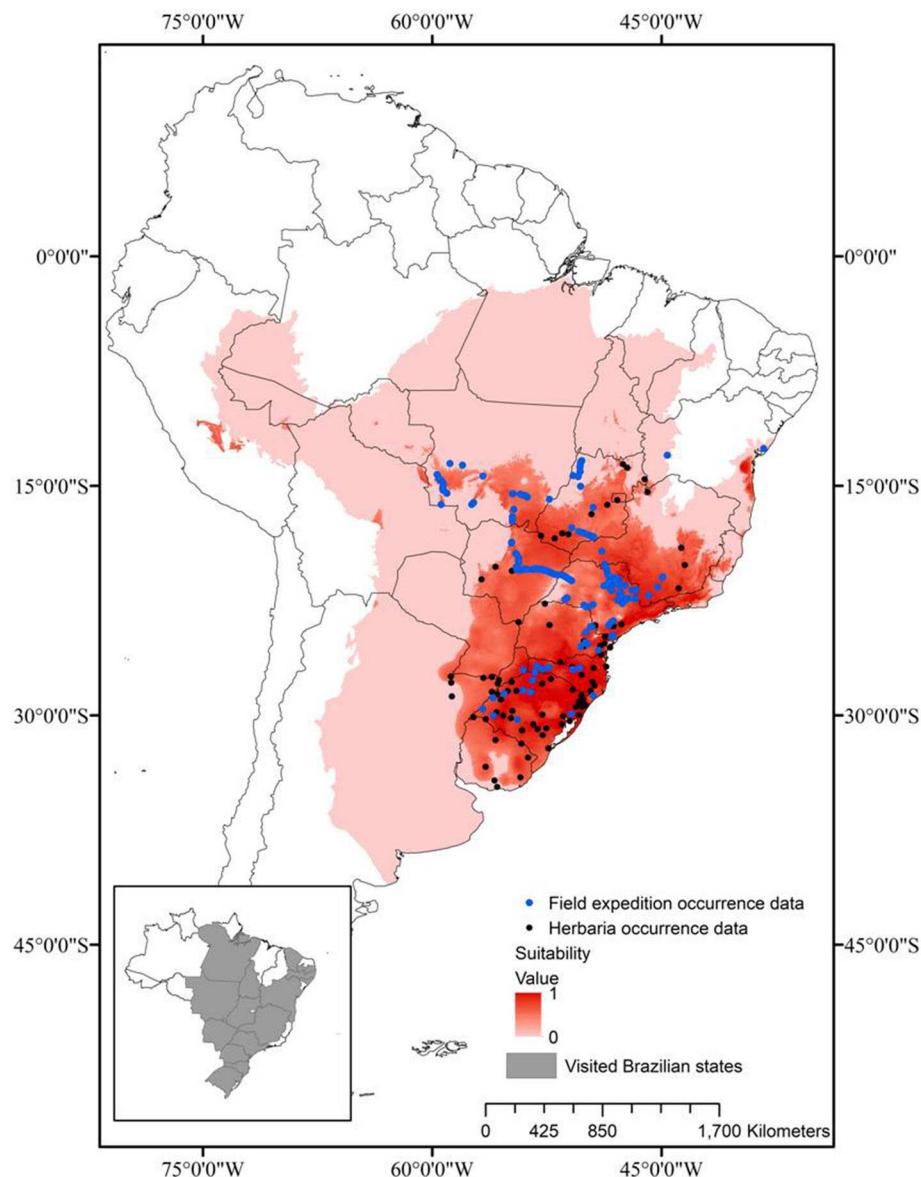 75°0'0"W 60°0'0"W 45°0'0"W
0°0'0" 0°0'0"
15°0'0"S 15°0'0"S
30°0'0"S 30°0'0"S
45°0'0"S 45°0'0"S
Field expedition occurrence data
Herbaria occurrence data
Suitability
Value
1
0
Visited Brazilian states
0 425 850 1,700 Kilometers
75°0'0"W 60°0'0"W 45°0'0"W